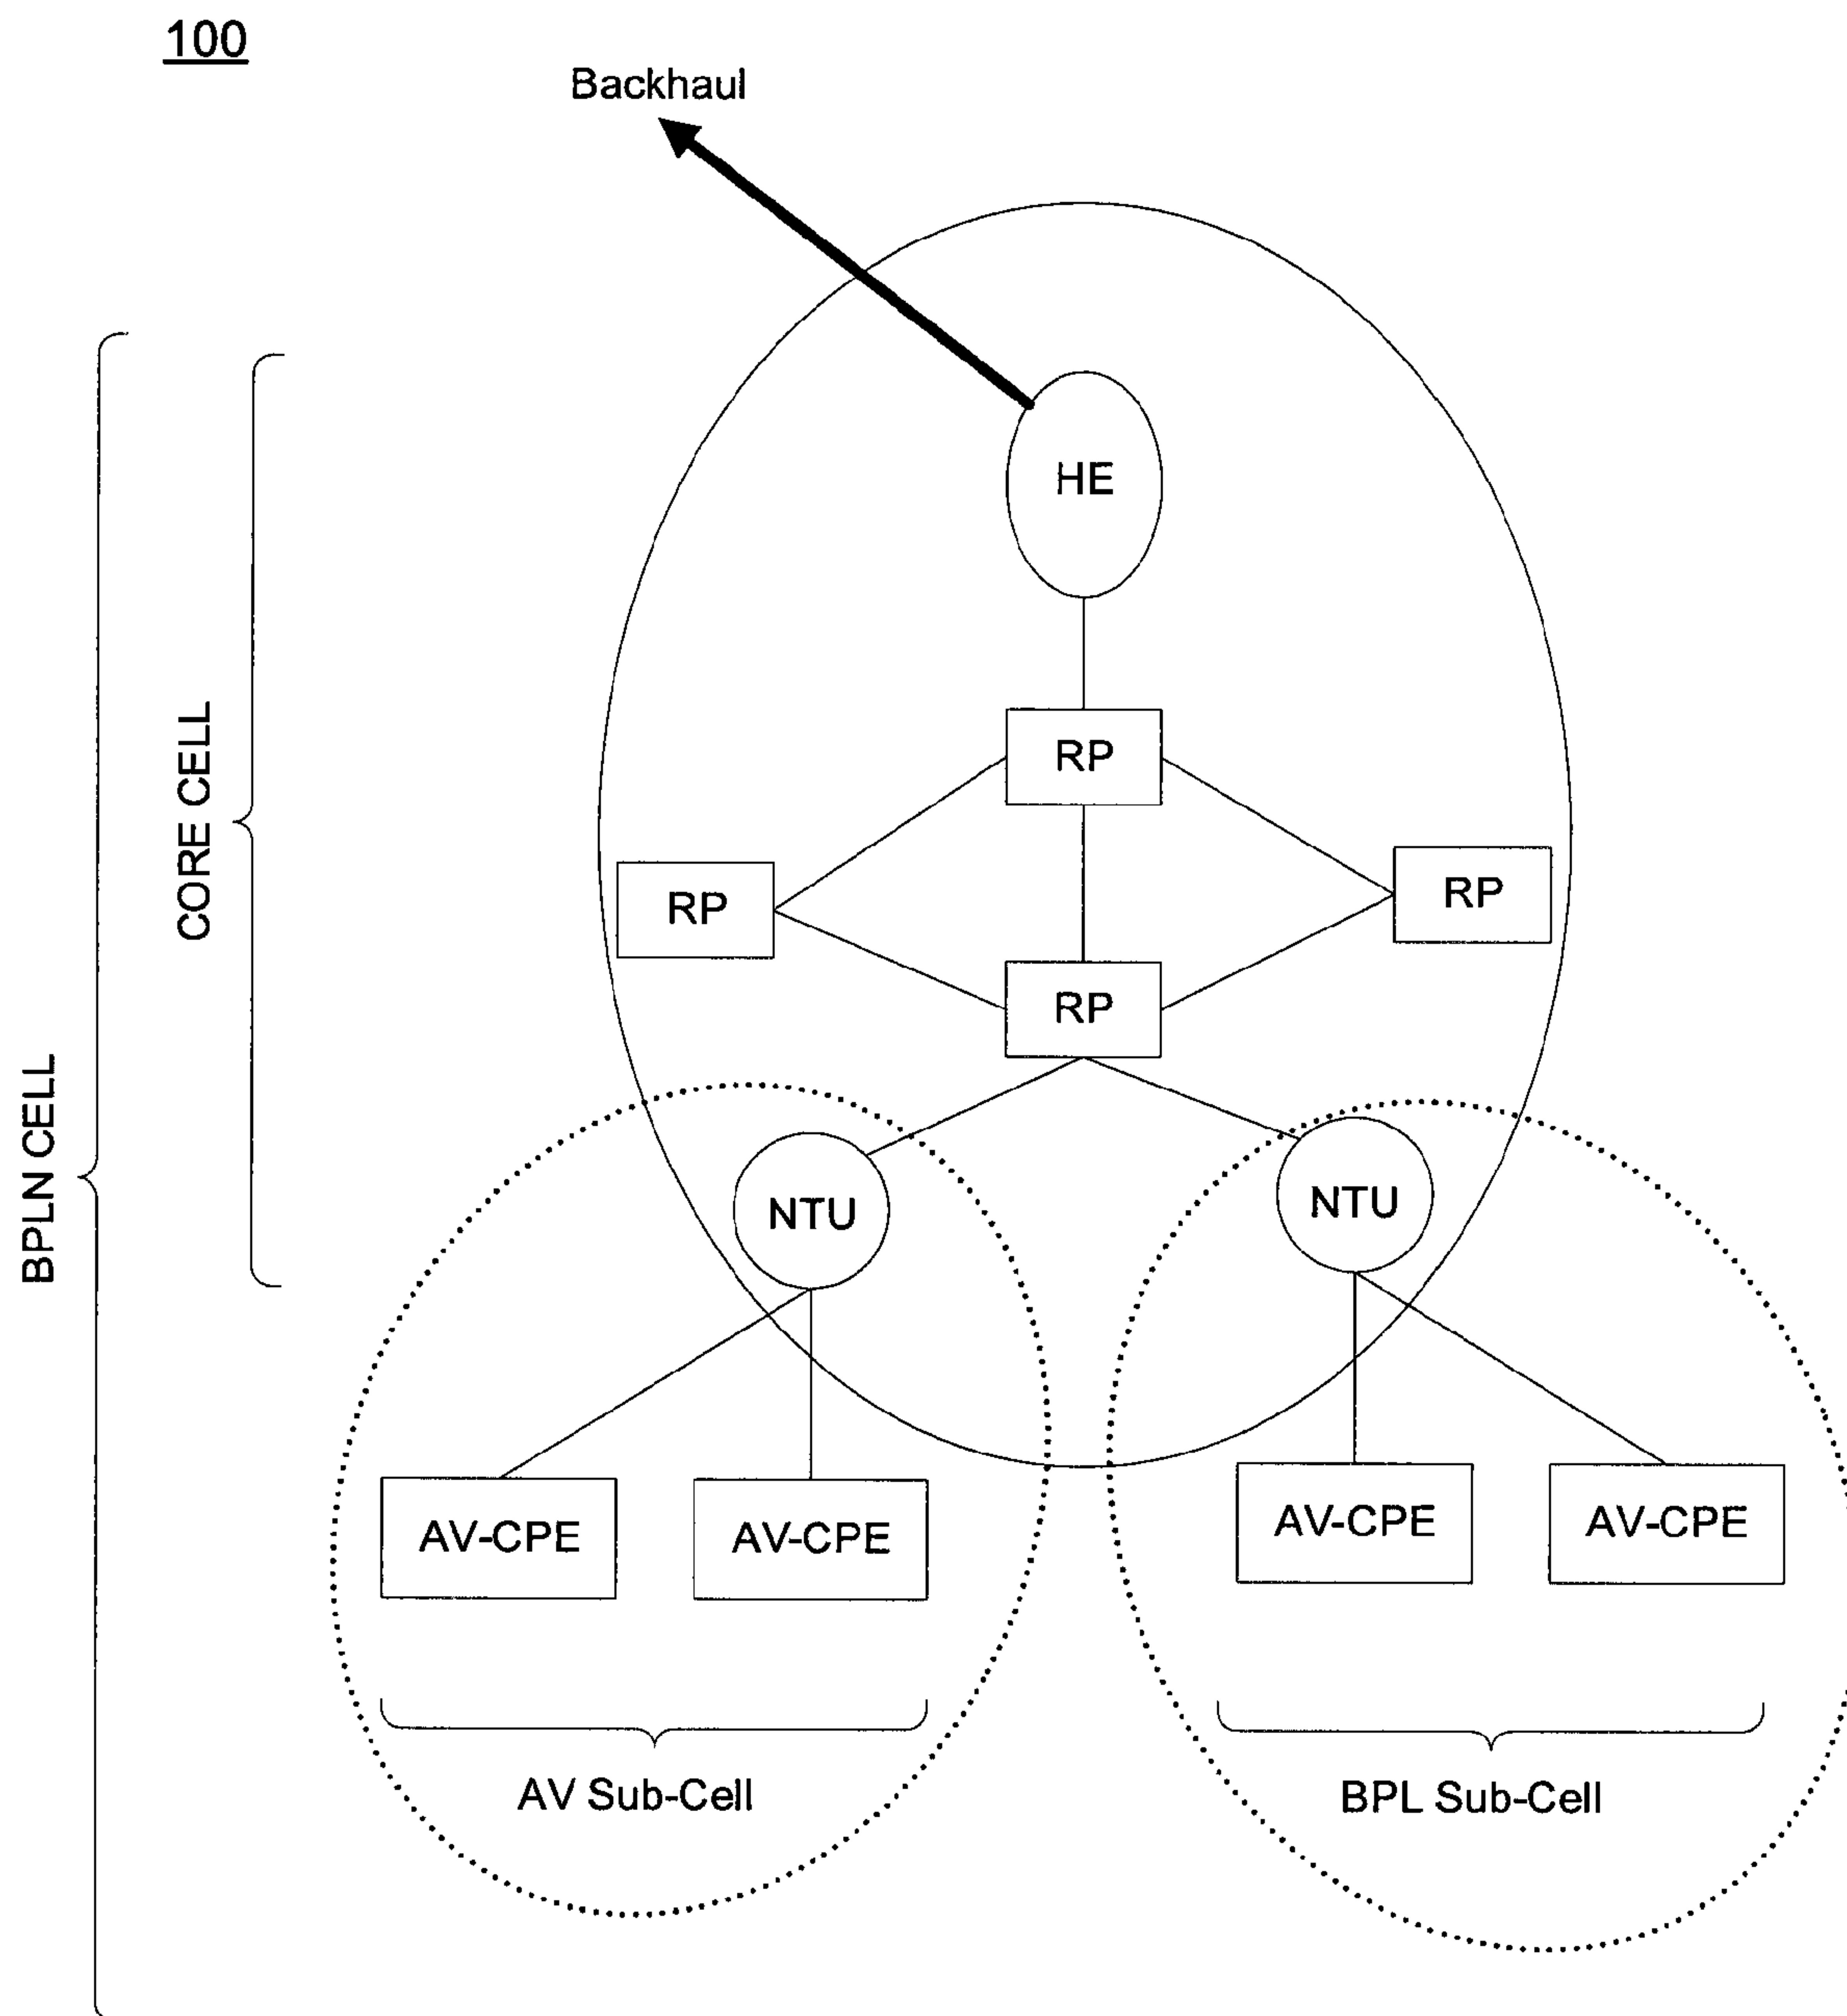 100
Backhaul
HE
RP
RP
RP
RP
CORE CELL
BPLN CELL
NTU
NTU
AV-CPE
AV-CPE
AV-CPE
AV-CPE
AV Sub-Cell
BPL Sub-Cell